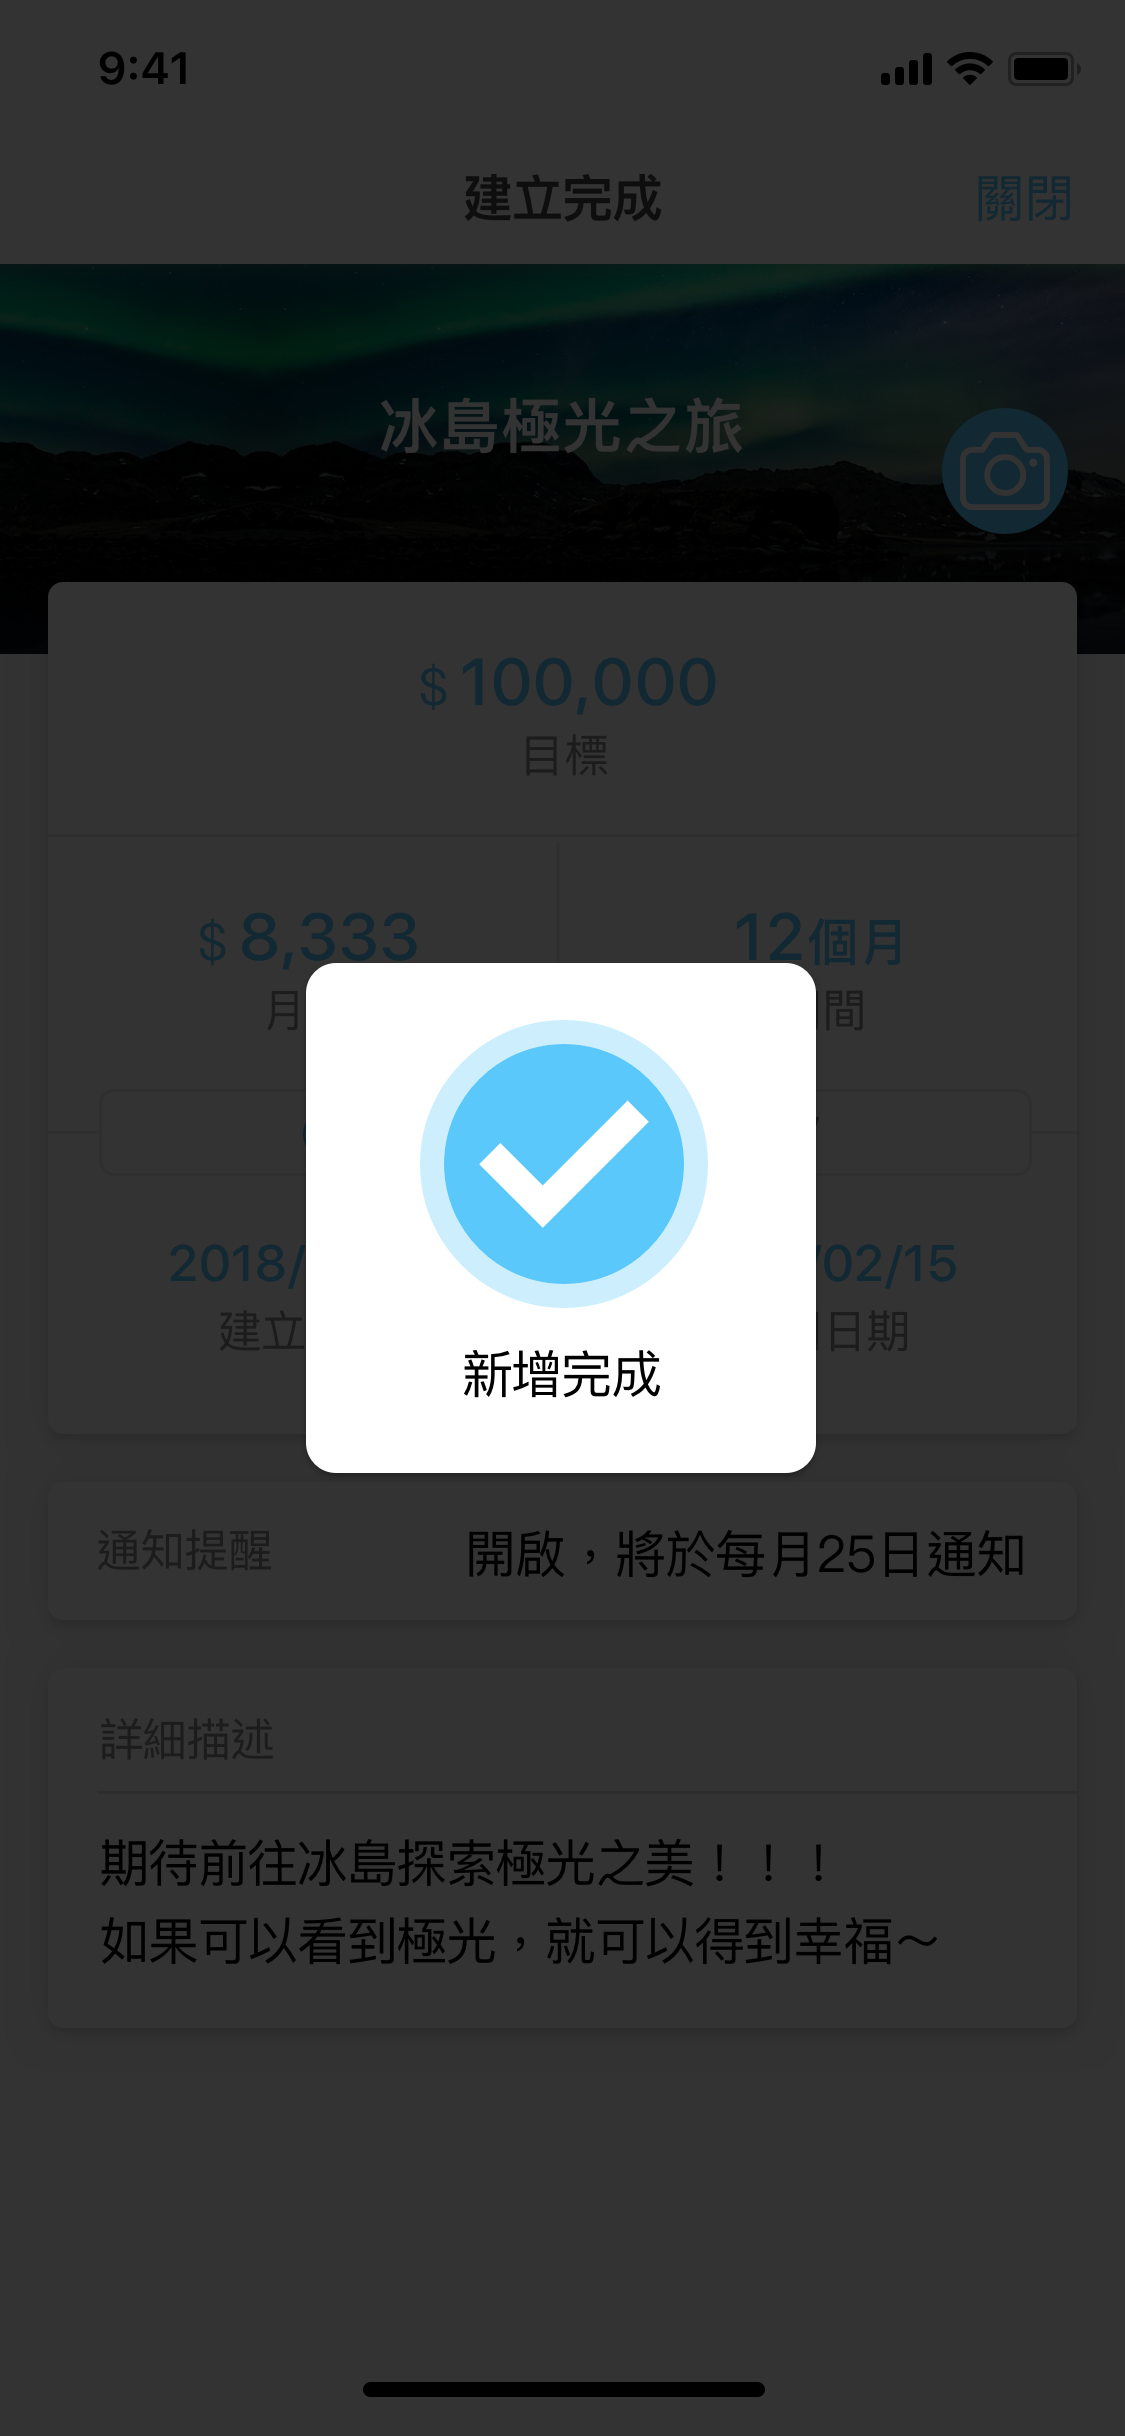 9:41
建立完成
關閉
冰島極光之旅
$ 100,000
目標
$ 8,333
12個月
月
間
新增完成
2018/
/02/15
建立
日期
通知提醒
開啟，將於每月25日通知
詳細描述
期待前往冰島探索極光之美！！！
如果可以看到極光，就可以得到幸福～